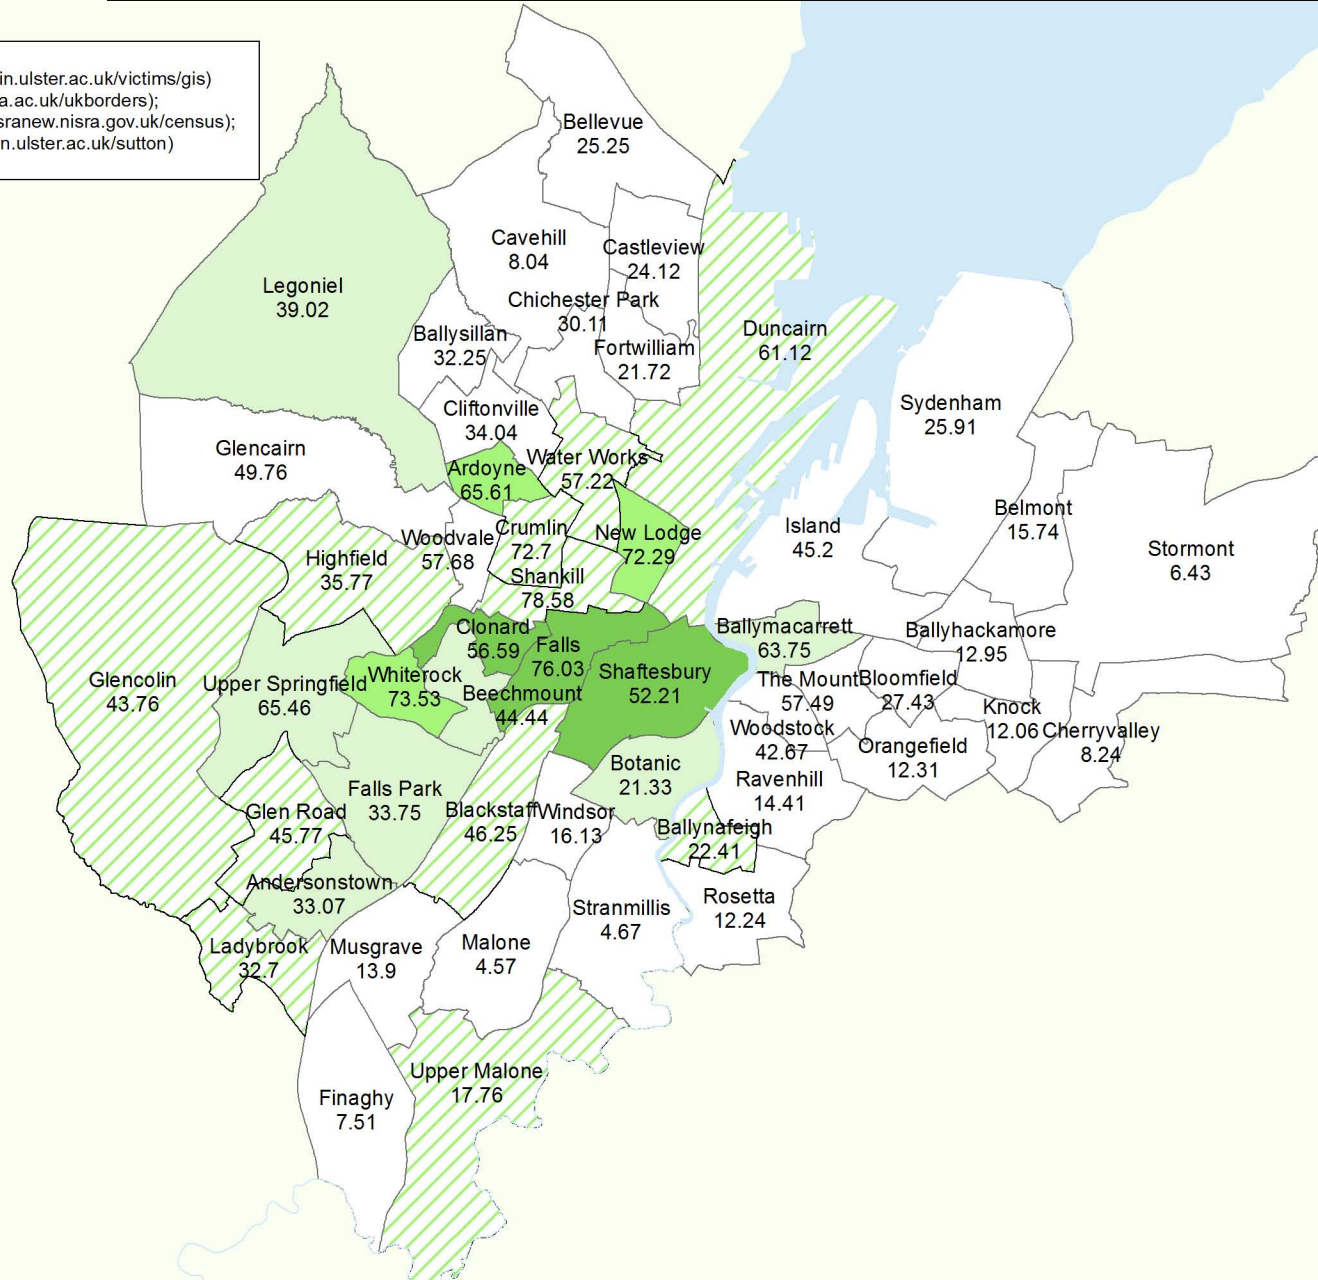 in.ulster.ac.uk/victims/gis)
a.ac.uk/ukborders);
sranew.nisra.gov.uk/census);
n.ulster.ac.uk/sutton)
Bellevue
25.25
Cavehill
8.04
Castleview
24.12
Legoniel
39.02
Chichester Park
30.11
Ballysillan
32.25
Fortwilliam
21.72
Duncairn
61.12
Sydenham
25.91
Cliftonville
34.04
Glencairn
49.76
Ardoyne
65.61
Water Works
57.22
Belmont
15.74
Island
45.2
Stormont
6.43
Highfield
35.77
Woodvale
57.68
Crumlin
72.7
New Lodge
72.29
Shankill
78.58
Clonard
56.59
Falls
76.03
Ballymacarrett
63.75
Ballyhackamore
12.95
Glencolin
43.76
Upper Springfield
65.46
Whiterock
73.53
Beechmount
44.44
Shaftesbury
52.21
The Mount
57.49
Bloomfield
27.43
Knock
12.06
Cherryvalley
8.24
Woodstock
42.67
Orangefield
12.31
Botanic
21.33
Ravenhill
14.41
Falls Park
33.75
Glen Road
45.77
Blackstaff
46.25
Windsor
16.13
Ballynafeigh
22.41
Andersonstown
33.07
Rosetta
12.24
Stranmillis
4.67
Ladybrook
32.7
Musgrave
13.9
Malone
4.57
Upper Malone
17.76
Finaghy
7.51